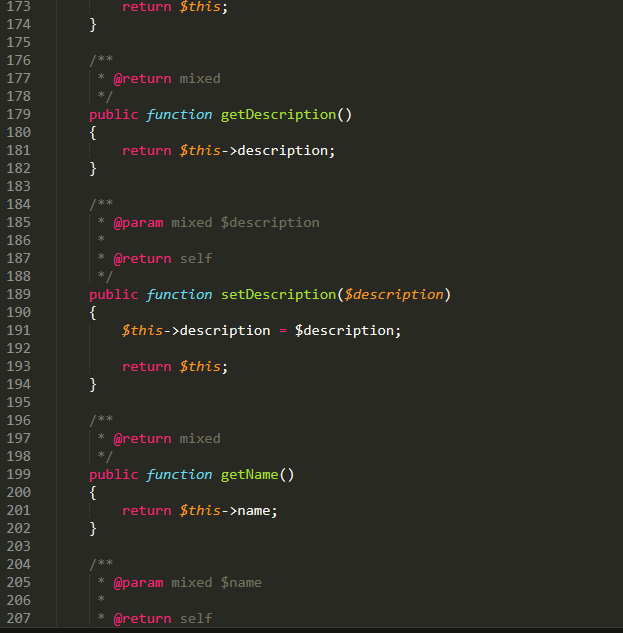 173 return $this;
174 }
175
176 /**
177 * @return mixed
178 */
179 public function getDescription()
180 {
181 return $this->description;
182 }
183
184 /**
185 * @param mixed $description
186 *
187 * @return self
188 */
189 public function setDescription($description)
190 {
191 $this->description = $description;
192
193 return $this;
194 }
195
196 /**
197 * @return mixed
198 */
199 public function getName()
200 {
201 return $this->name;
202 }
203
204 /**
205 * @param mixed $name
206 *
207 * @return self